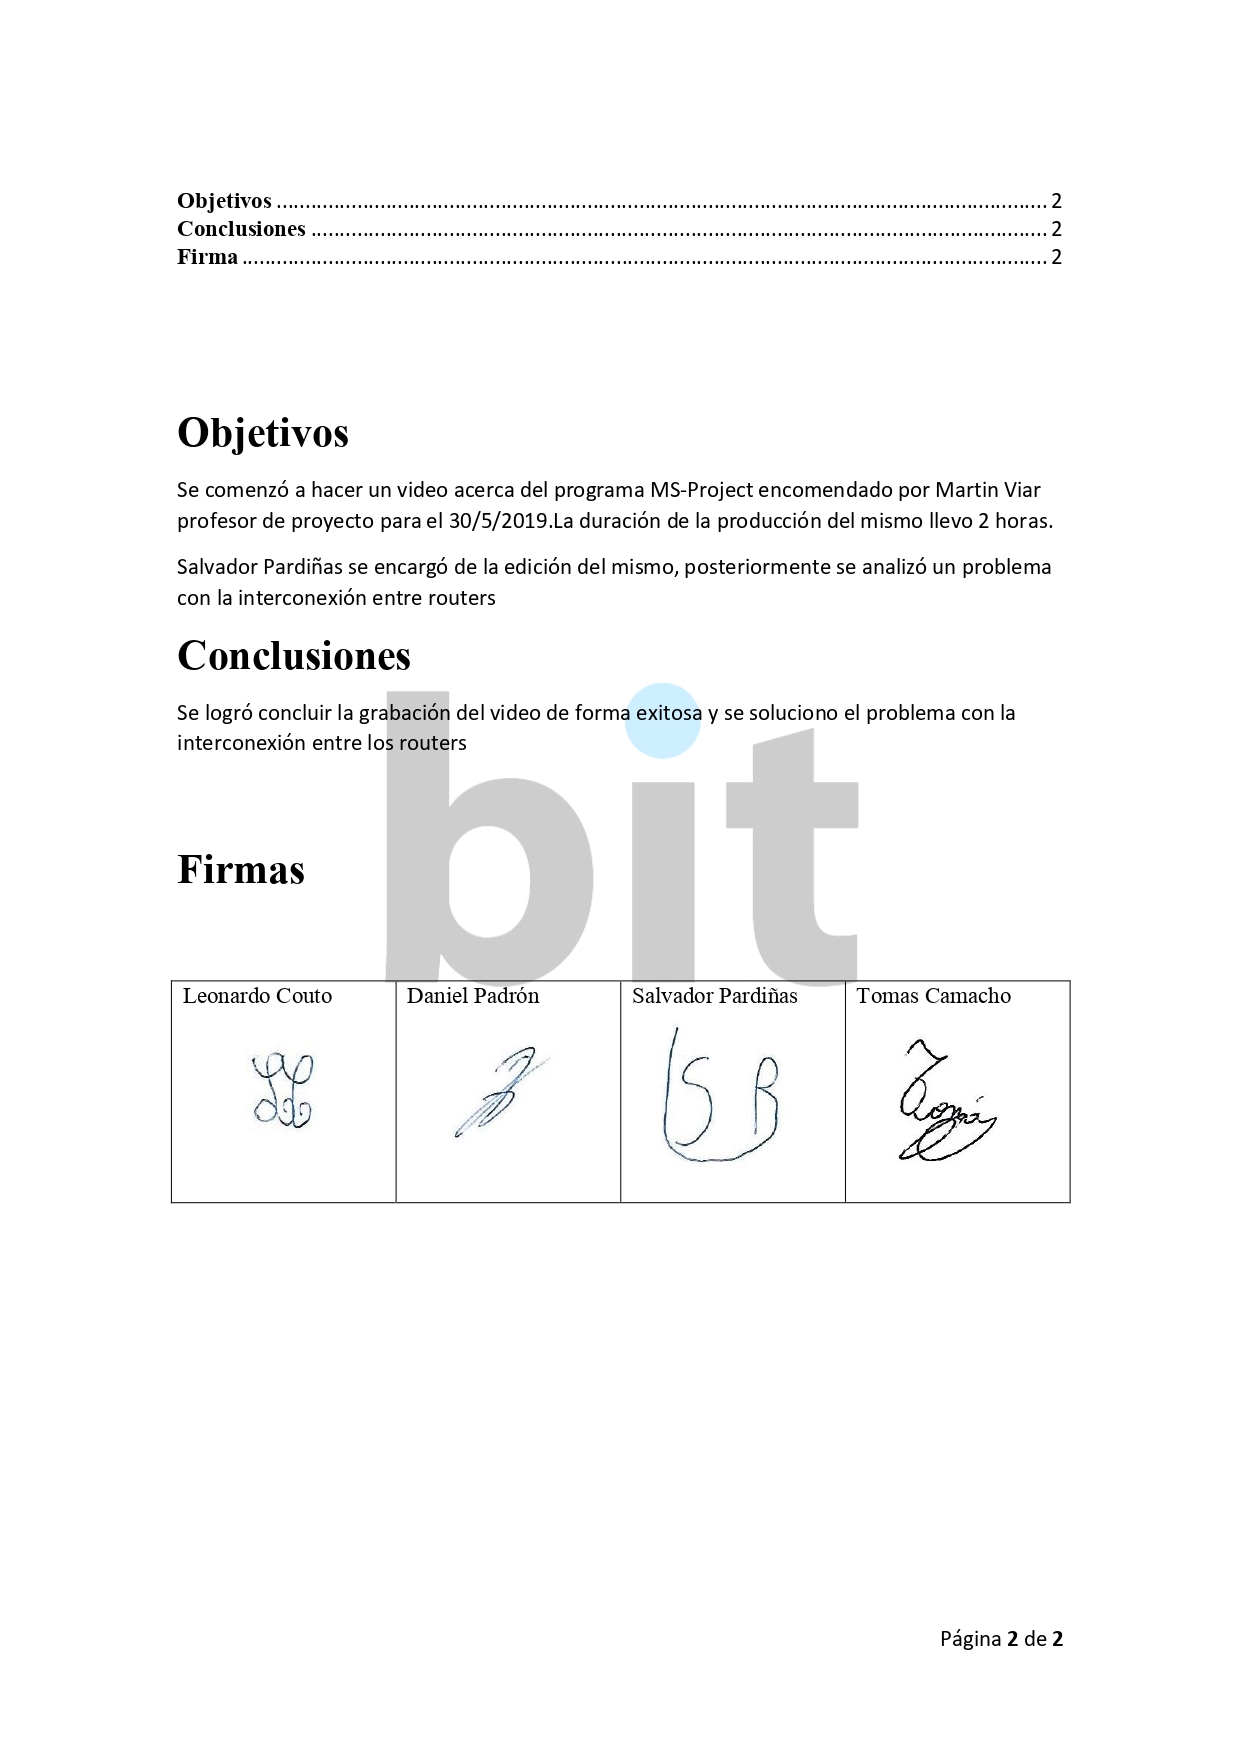 Objetivos ........................................................................................................................................ 2
Conclusiones ................................................................................................................................. 2
Firma ............................................................................................................................................. 2
Objetivos
Se comenzó a hacer un video acerca del programa MS-Project encomendado por Martin Viar
profesor de proyecto para el 30/5/2019.La duración de la producción del mismo llevo 2 horas.
Salvador Pardiñas se encargó de la edición del mismo, posteriormente se analizó un problema
con la interconexión entre routers
Conclusiones
Se logró concluir la grabación del video de forma exitosa y se soluciono el problema con la
interconexión entre los routers
bit
Firmas
Leonardo Couto Daniel Padrón Salvador Pardiñas Tomas Camacho
Página 2 de 2